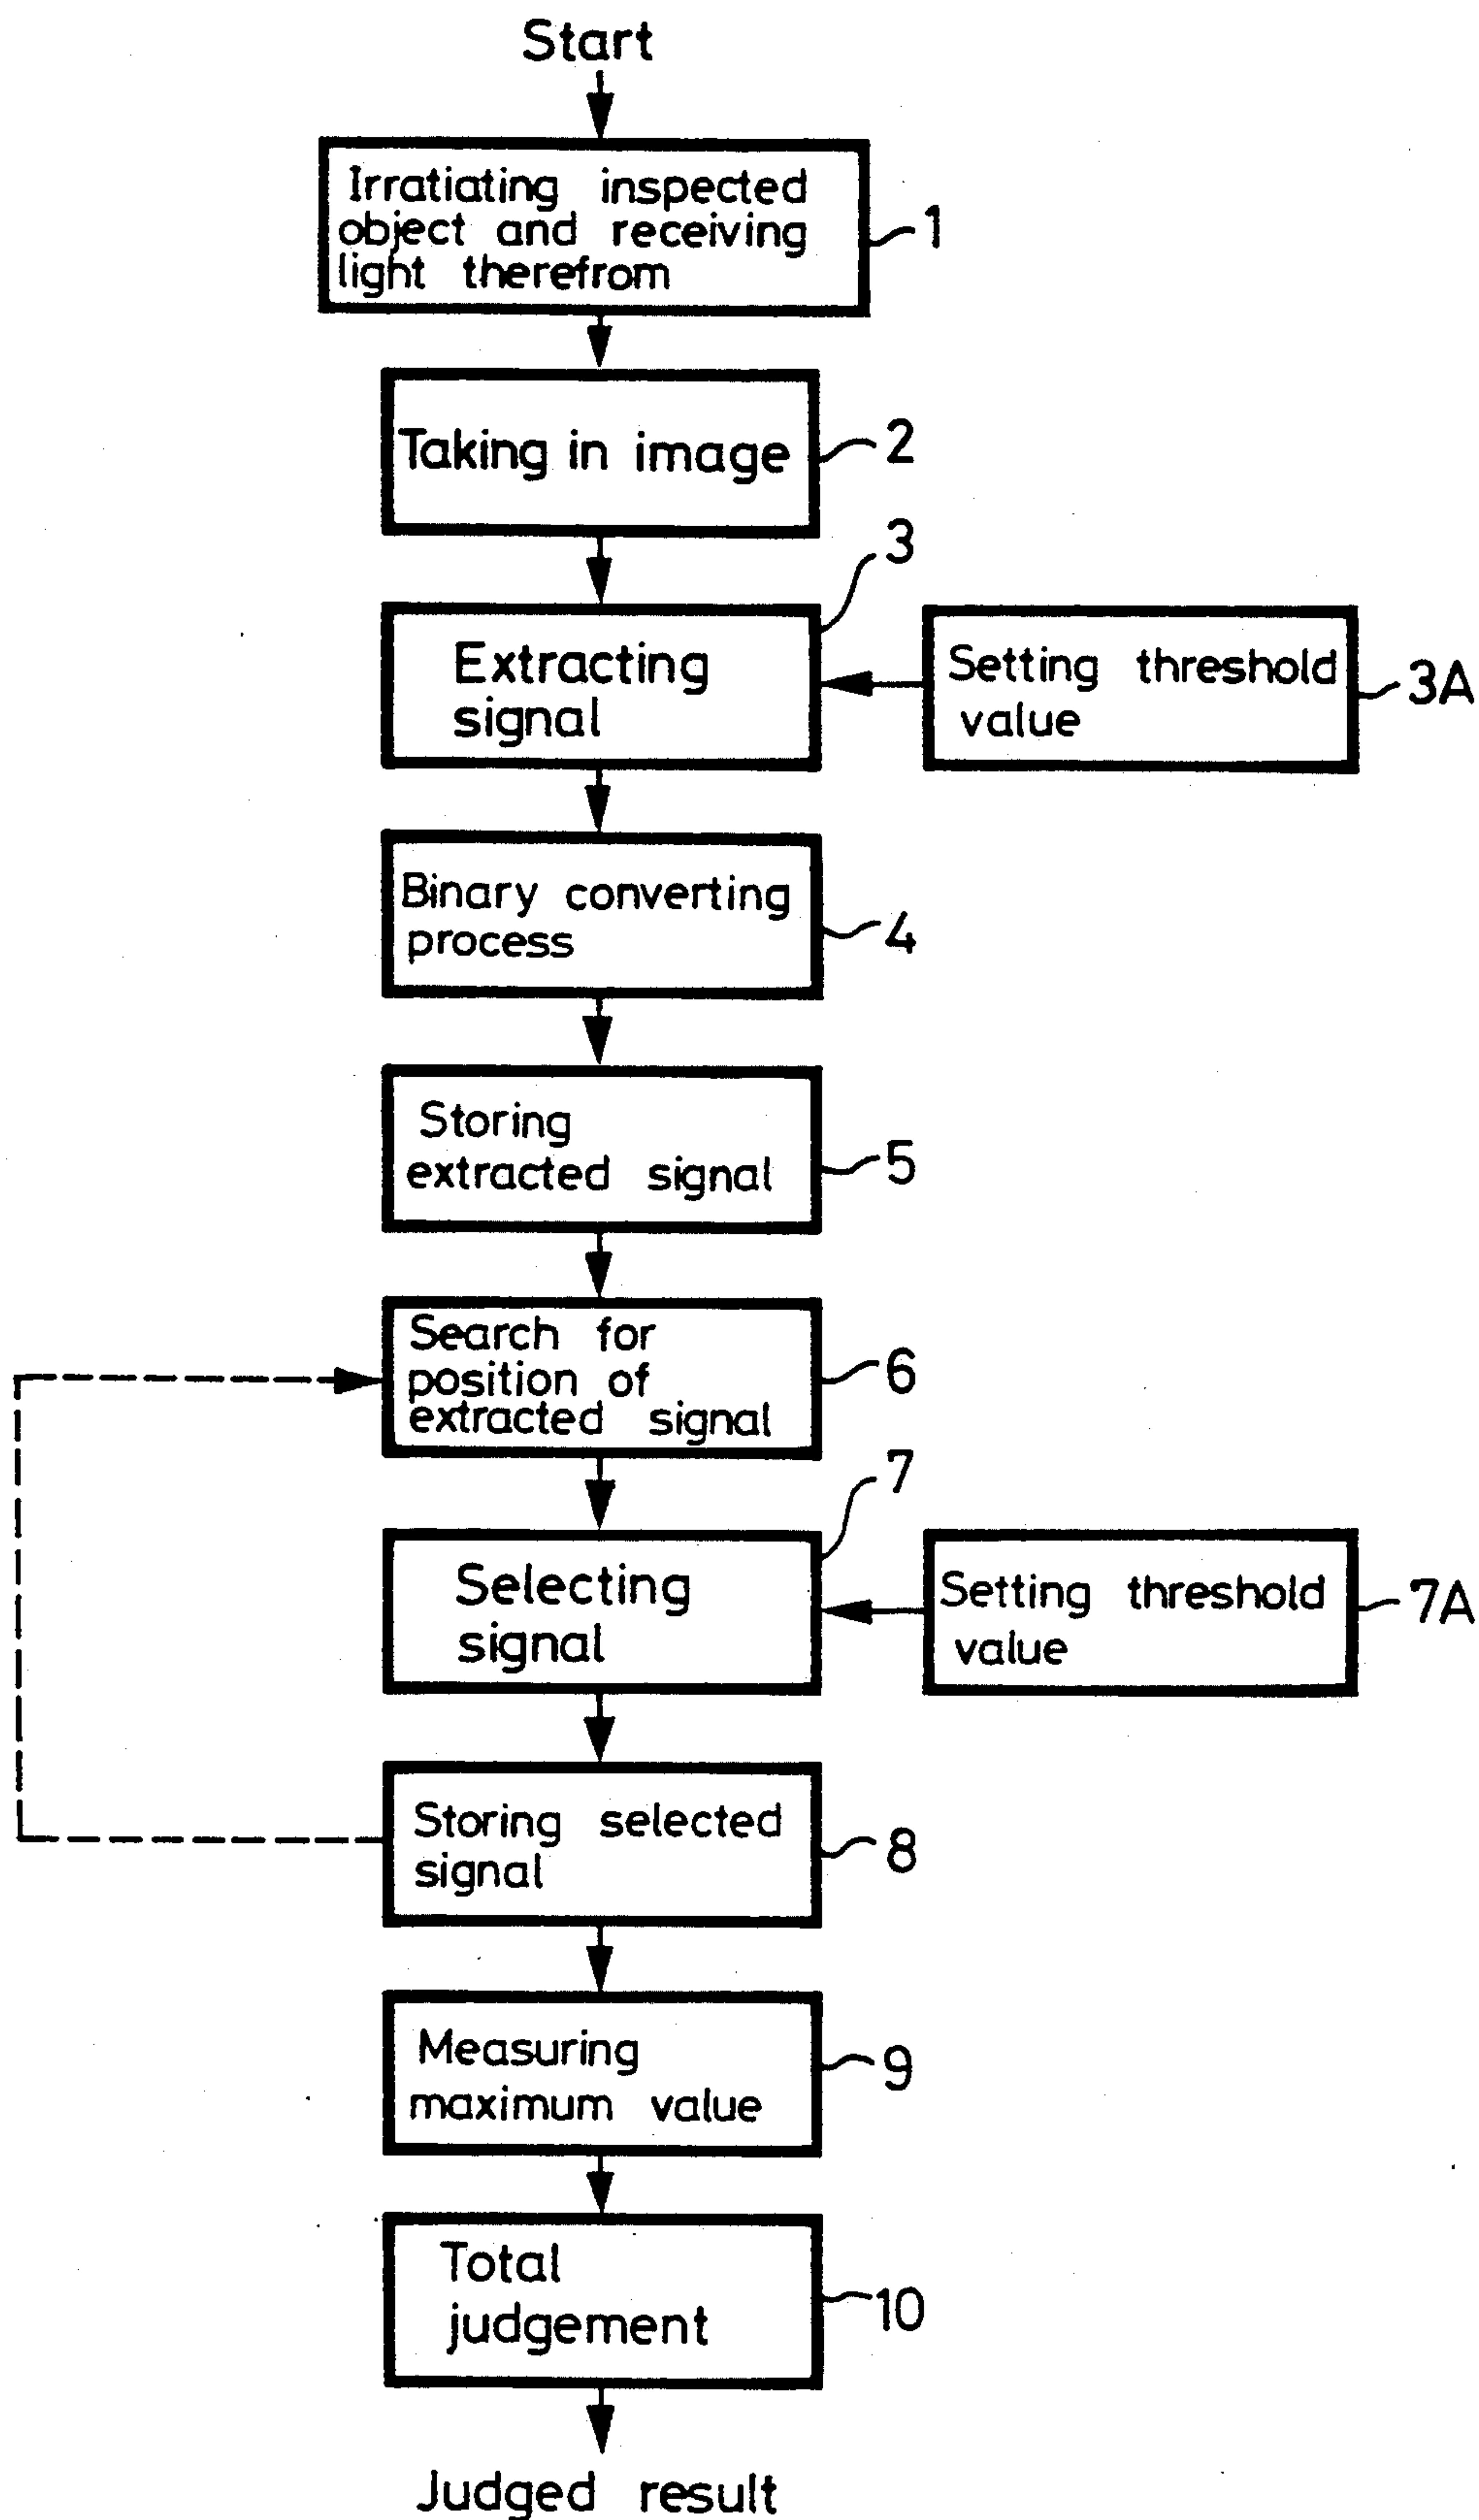 Start
Irratiating inspected
object and receiving
light therefrom
1
Taking in image
2
3
Extracting
signal
Setting threshold
value
3A
Binary converting
process
4
Storing
extracted signal
5
Search for
position of
extracted signal
6
7
Selecting
signal
Setting threshold
value
7A
Storing selected
signal
8
Measuring
maximum value
9
Total
judgement
10
Judged result